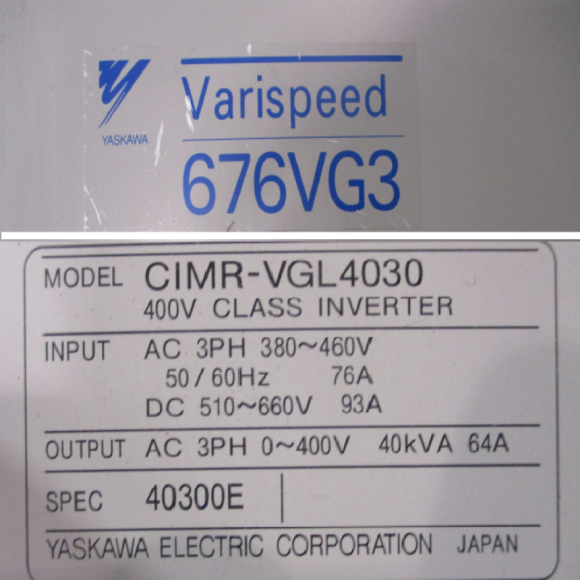 YASKAWA
Varispeed
676VG3
MODEL CIMR-VGL4030
400V CLASS INVERTER
INPUT AC 3PH 380~460V
50/60Hz 76A
DC 510~660V 93A
OUTPUT AC 3PH 0~400V 40kVA 64A
SPEC 40300E
YASKAWA ELECTRIC CORPORATION JAPAN